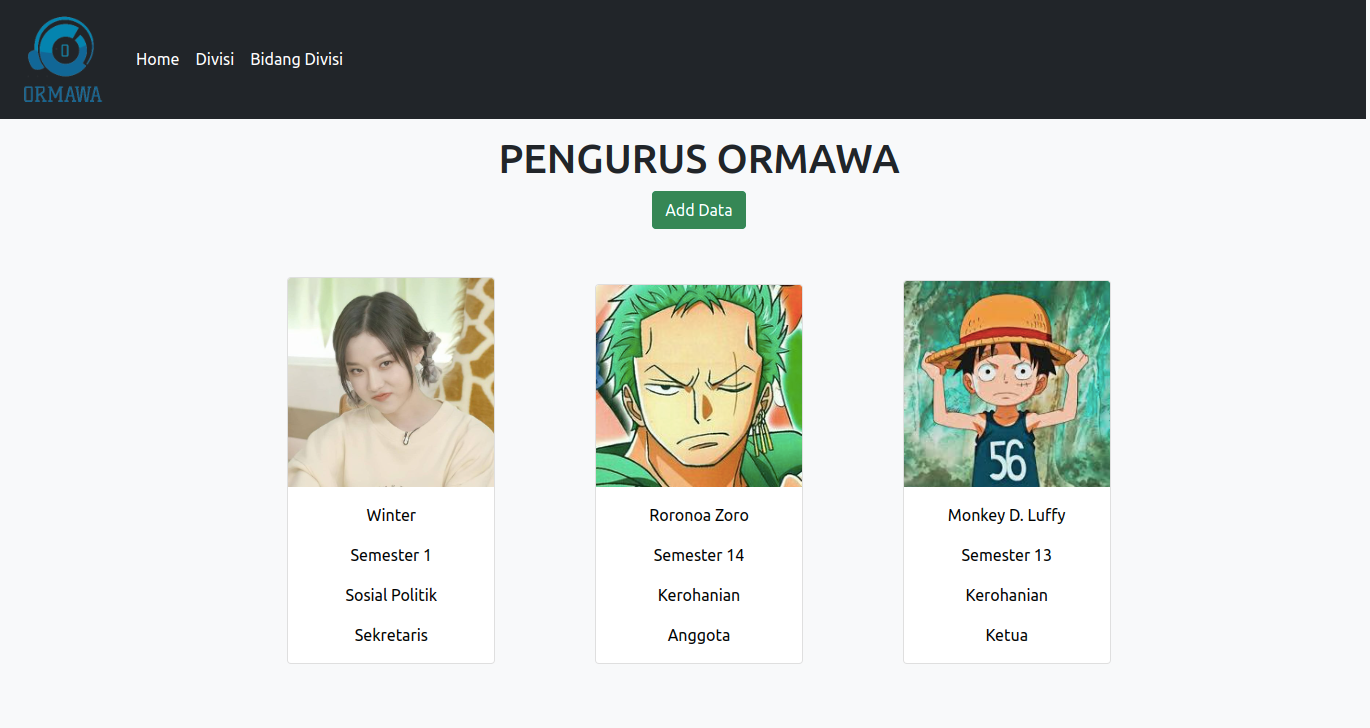 0
ORMAWA
Home Divisi Bidang Divisi
PENGURUS ORMAWA
Add Data
56
Winter
Semester 1
Sosial Politik
Sekretaris
Roronoa Zoro
Semester 14
Kerohanian
Anggota
Monkey D. Luffy
Semester 13
Kerohanian
Ketua